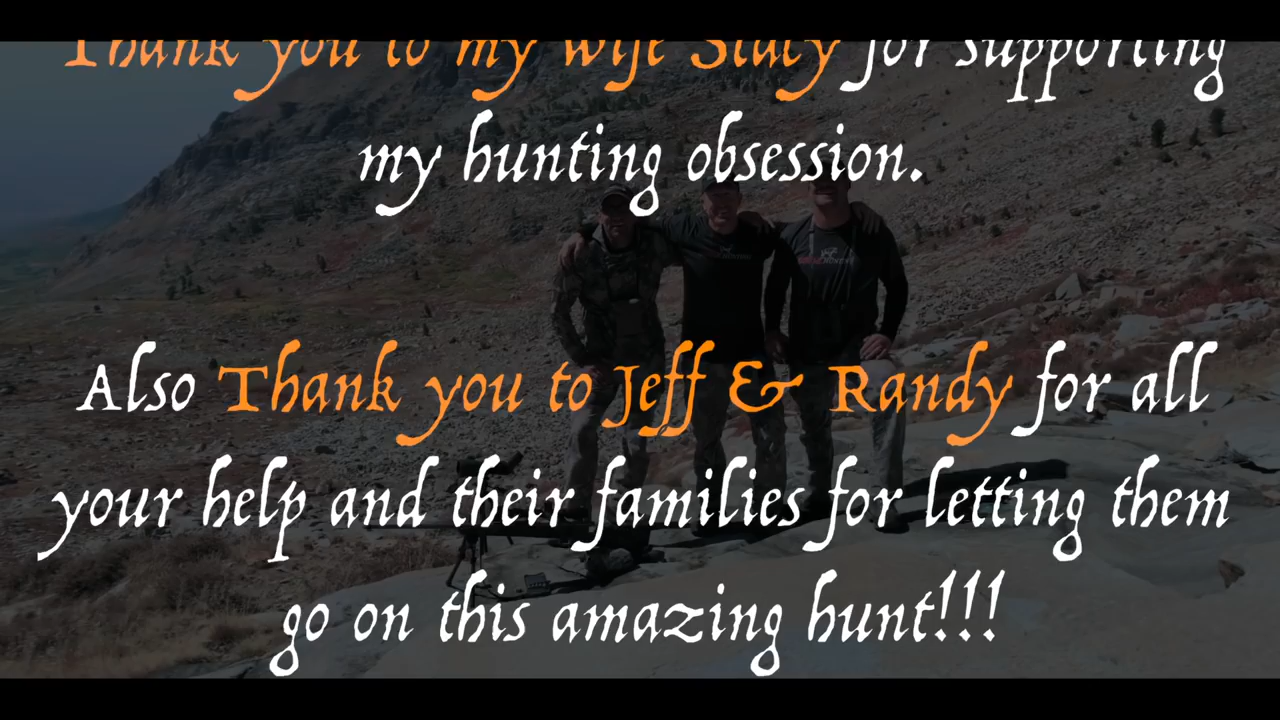 Thank you to my wife Stacy for supporting
my hunting obsession.
Also Thank you to Jeff & Randy for all
your help and their families for letting them
go on this amazing hunt!!!